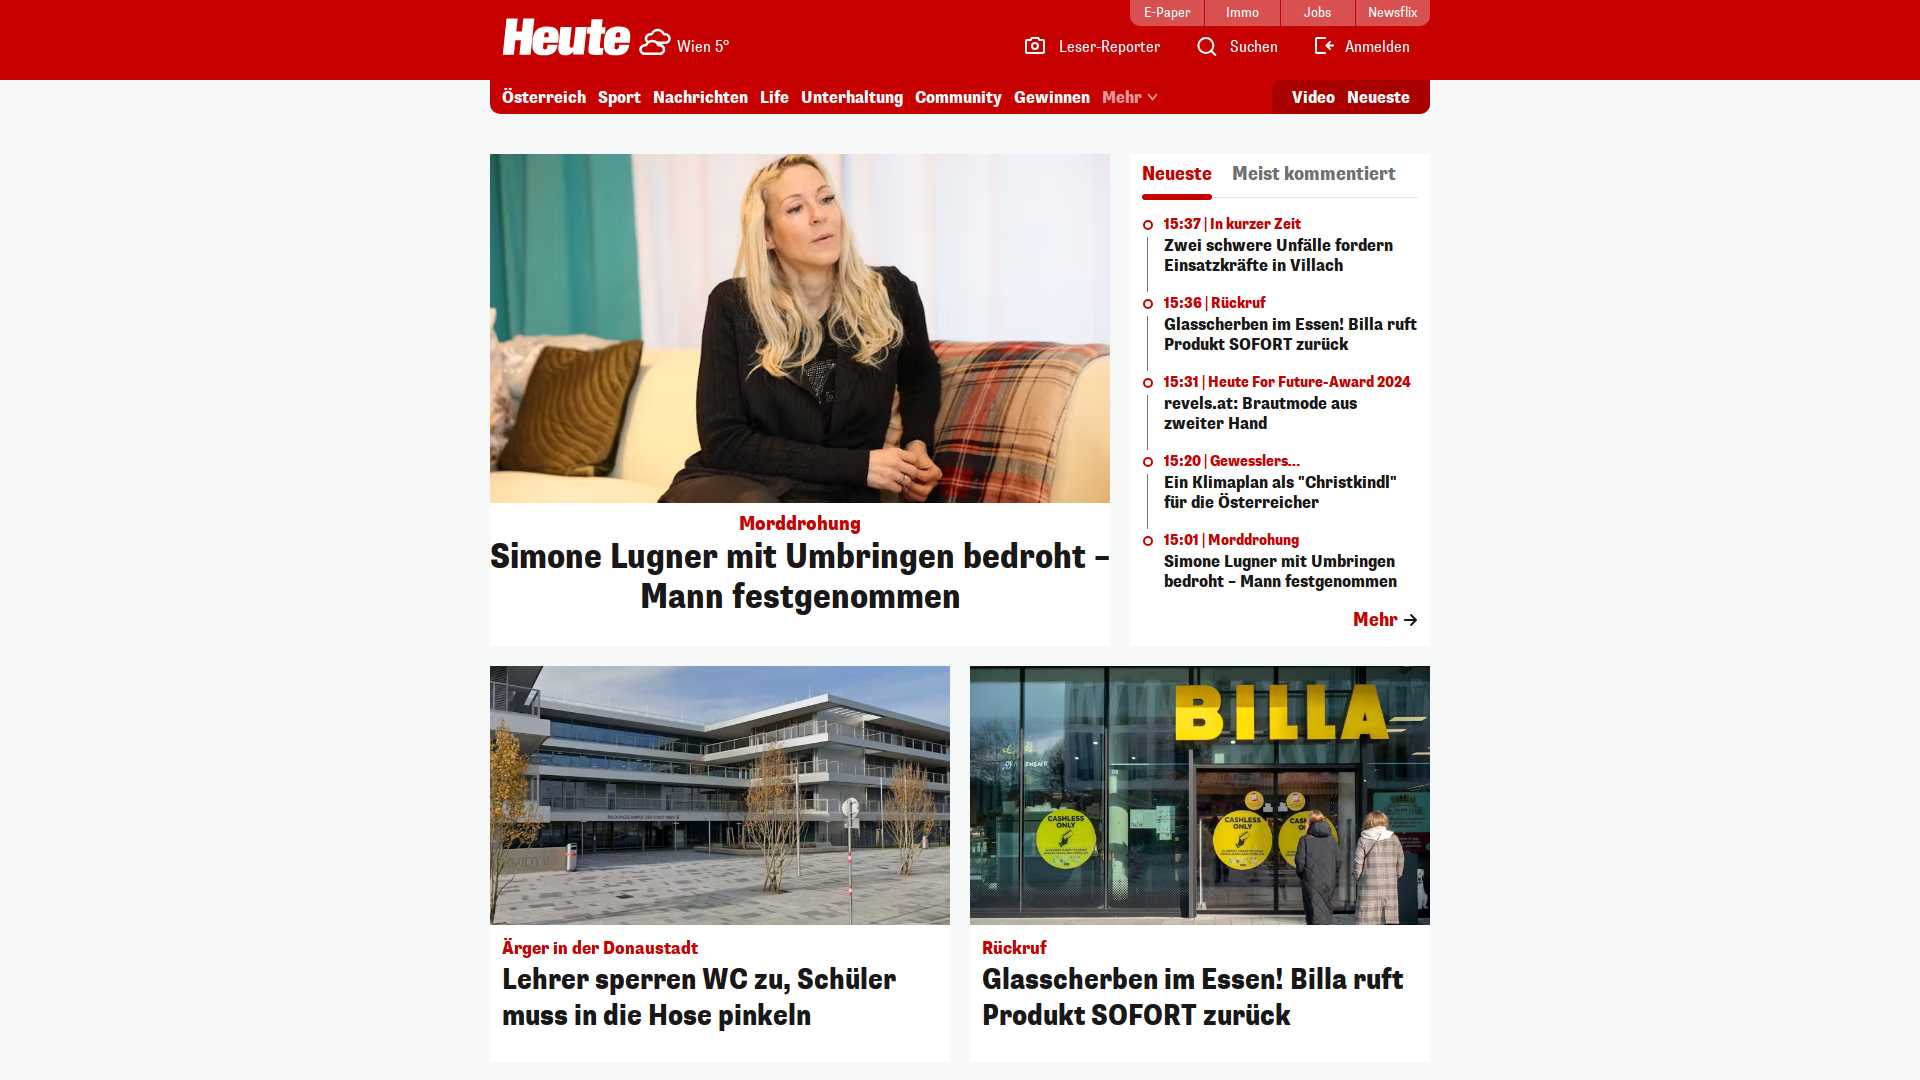 E-Paper
Immo
Jobs
Newsflix
Heute
Wien 5°
Leser-Reporter
Suchen
Anmelden
Österreich
Sport
Nachrichten
Life
Unterhaltung
Community
Gewinnen
Mehr
Video
Neueste
Morddrohung
Simone Lugner mit Umbringen bedroht –
Mann festgenommen
Neueste
Meist kommentiert
15:37 | In kurzer Zeit
Zwei schwere Unfälle fordern
Einsatzkräfte in Villach
15:36 | Rückruf
Glasscherben im Essen! Billa ruft
Produkt SOFORT zurück
15:31 | Heute For Future-Award 2024
revels.at: Brautmode aus
zweiter Hand
15:20 | Gewesslers...
Ein Klimaplan als "Christkindl"
für die Österreicher
15:01 | Morddrohung
Simone Lugner mit Umbringen
bedroht – Mann festgenommen
Mehr
Ärger in der Donaustadt
Lehrer sperren WC zu, Schüler
muss in die Hose pinkeln
BILLA
CASHLESS
ONLY
CASHLESS
ONLY
Rückruf
Glasscherben im Essen! Billa ruft
Produkt SOFORT zurück